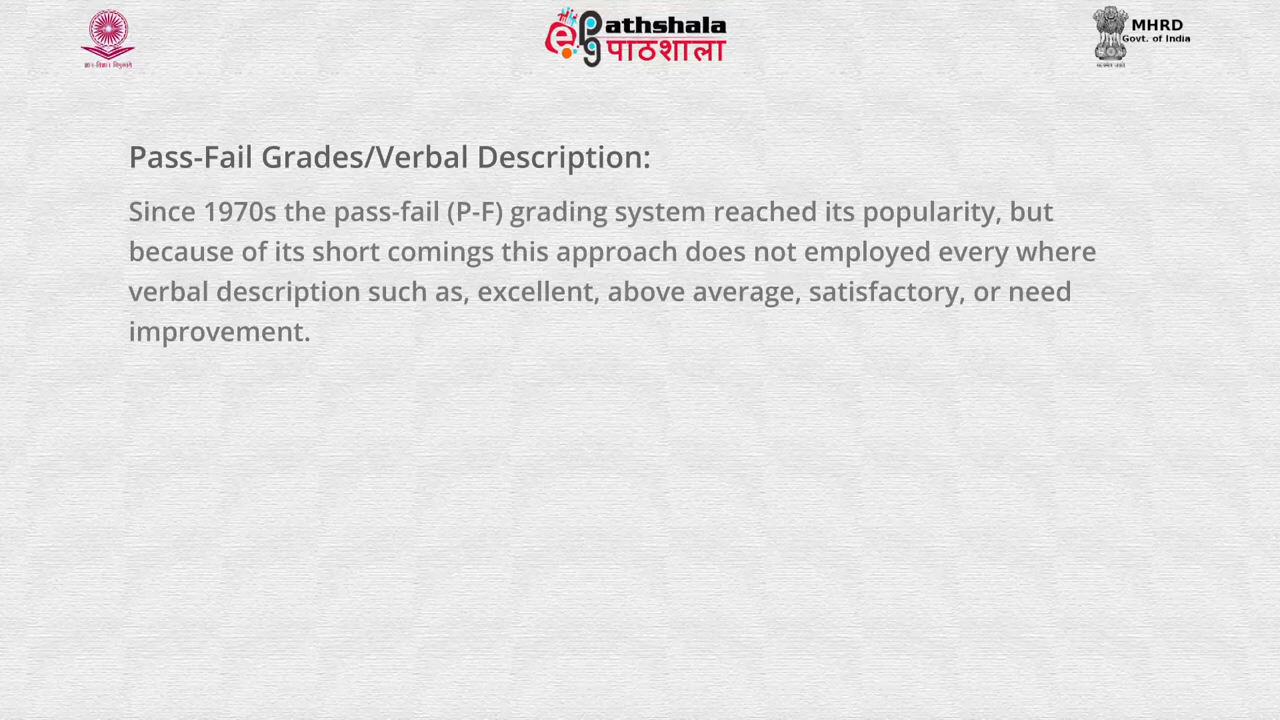 ePathshala
पाठशाला
MHRD
Govt. of India
Pass-Fail Grades/Verbal Description:
Since 1970s the pass-fail (P-F) grading system reached its popularity, but
because of its short comings this approach does not employed every where
verbal description such as, excellent, above average, satisfactory, or need
improvement.